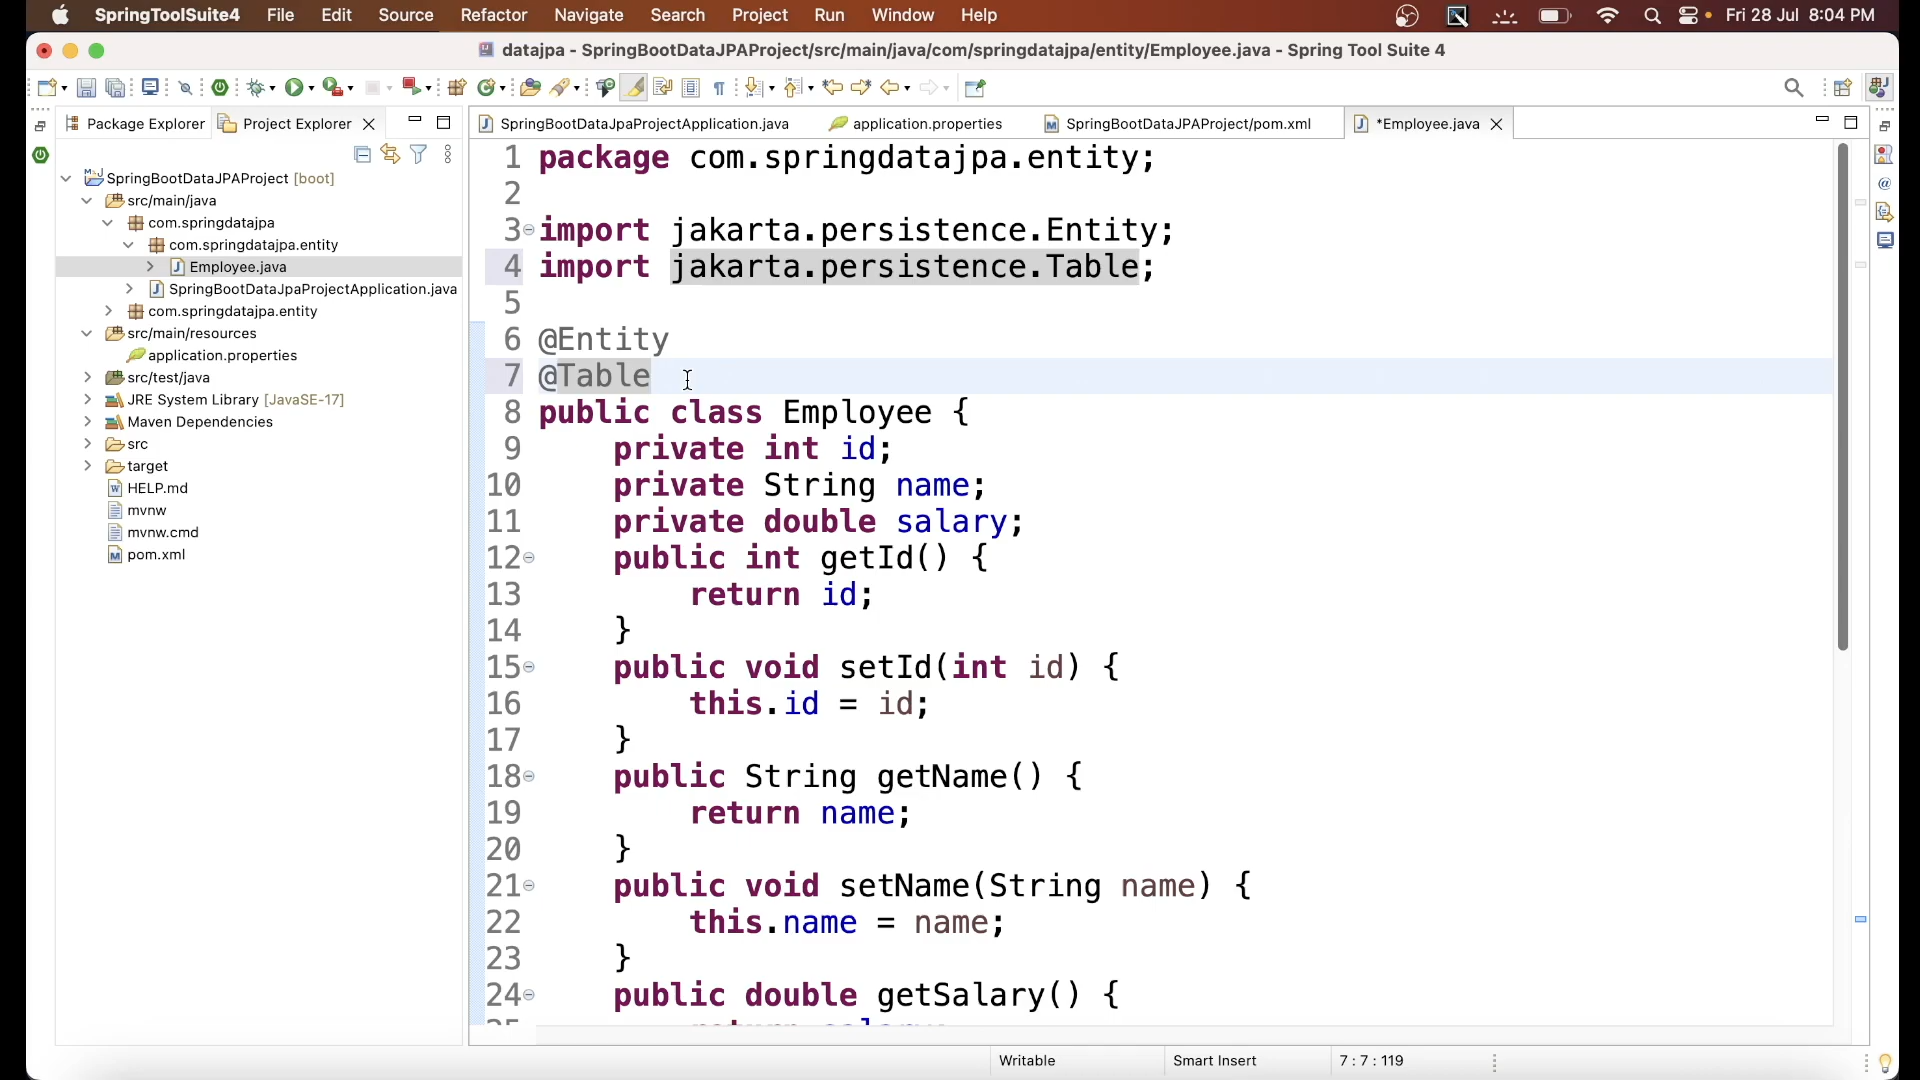 SpringToolSuite4 File Edit Source Refactor Navigate Search Project Run Window Help Fri 28 Jul 8:04 PM
datajpa - SpringBootDataJPAProject/src/main/java/com/springdatajpa/entity/Employee.java - Spring Tool Suite 4
Package Explorer Project Explorer
SpringBootDataJPAProject [boot]
src/main/java
com.springdatajpa
com.springdatajpa.entity
Employee.java
SpringBootDataJpaProjectApplication.java
com.springdatajpa.entity
src/main/resources
application.properties
src/test/java
JRE System Library [JavaSE-17]
Maven Dependencies
src
target
HELP.md
mvnw
mvnw.cmd
pom.xml
SpringBootDataJpaProjectApplication.java application.properties SpringBootDataJPAProject/pom.xml *Employee.java
1 package com.springdatajpa.entity;
2
3 import jakarta.persistence.Entity;
4 import jakarta.persistence.Table;
5
6 @Entity
7 @Table
8 public class Employee {
9 private int id;
10 private String name;
11 private double salary;
12 public int getId() {
13 return id;
14 }
15 public void setId(int id) {
16 this.id = id;
17 }
18 public String getName() {
19 return name;
20 }
21 public void setName(String name) {
22 this.name = name;
23 }
24 public double getSalary() {
Writable Smart Insert 7 : 7 : 119